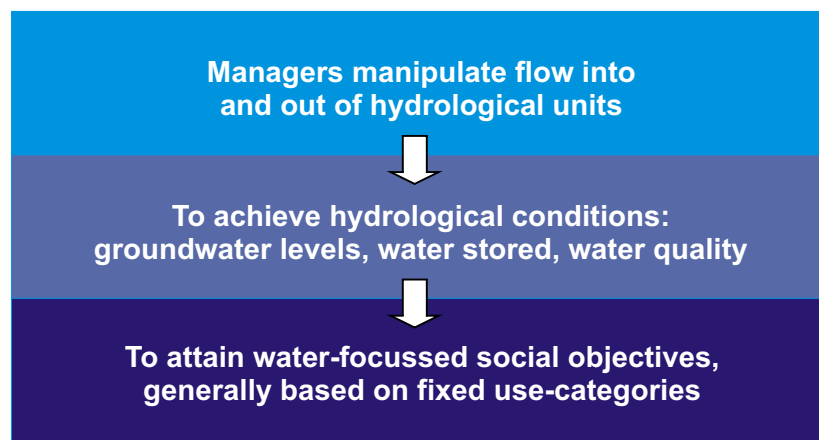 Managers manipulate flow into
and out of hydrological units
To achieve hydrological conditions:
groundwater levels, water stored, water quality
To attain water-focussed social objectives,
generally based on fixed use-categories